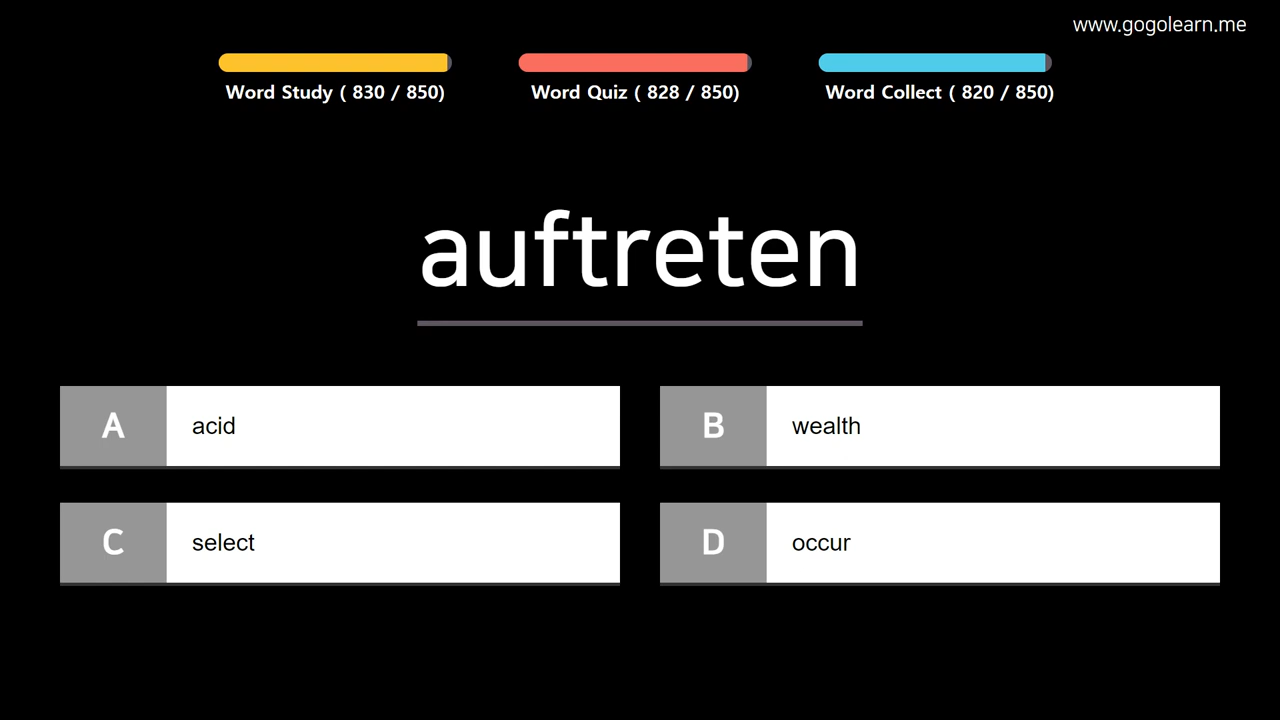 www.gogolearn.me
Word Study ( 830 / 850)
Word Quiz ( 828 / 850)
Word Collect ( 820 / 850)
auftreten
A acid
B wealth
C select
D occur